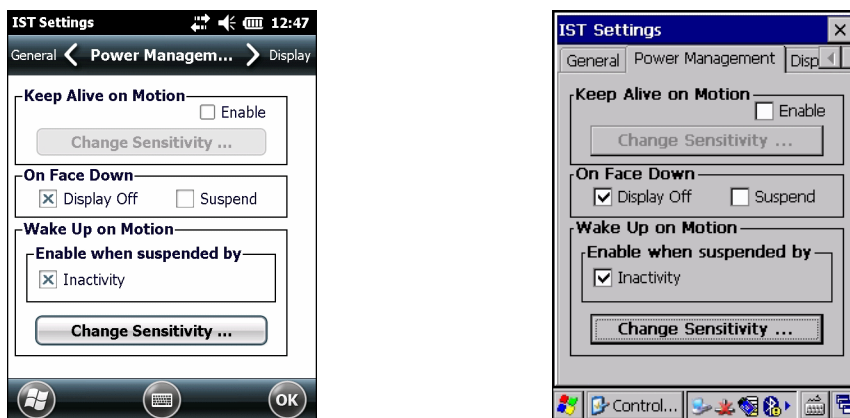 IST Settings 12:47
General Power Managem... Display
Keep Alive on Motion
Enable
Change Sensitivity ...
On Face Down
Display Off Suspend
Wake Up on Motion
Enable when suspended by
Inactivity
Change Sensitivity ...
OK
IST Settings
General Power Management Disp
Keep Alive on Motion
Enable
Change Sensitivity ...
On Face Down
Display Off Suspend
Wake Up on Motion
Enable when suspended by
Inactivity
Change Sensitivity ...
Control...